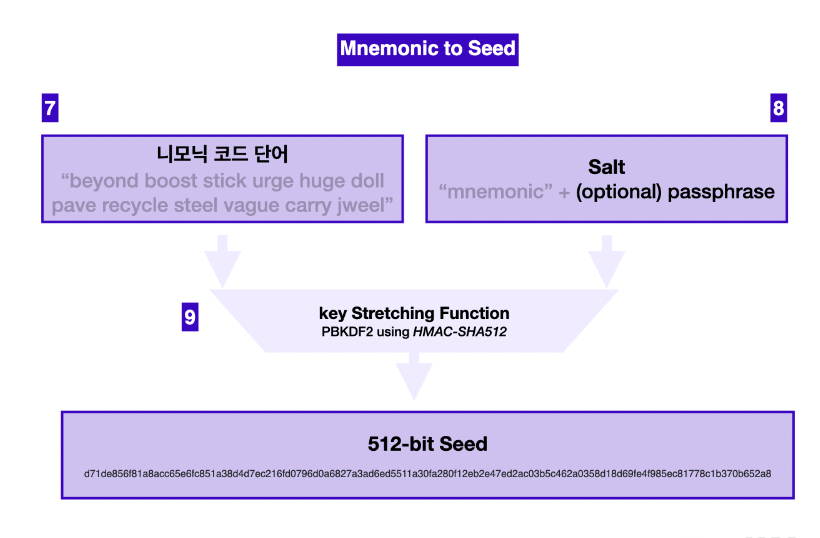 Mnemonic to Seed
7
8
니모닉 코드 단어
“beyond boost stick urge huge doll
pave recycle steel vague carry jweel”
Salt
“mnemonic” + (optional) passphrase
9
key Stretching Function
PBKDF2 using HMAC-SHA512
512-bit Seed
d71de856f81a8acc65e6fc851a38d4d7ec216fd0796d0a6827a3ad6ed5511a30fa280f12eb2e47ed2ac03b5c462a0358d18d69fe4f985ec81778c1b370b652a8